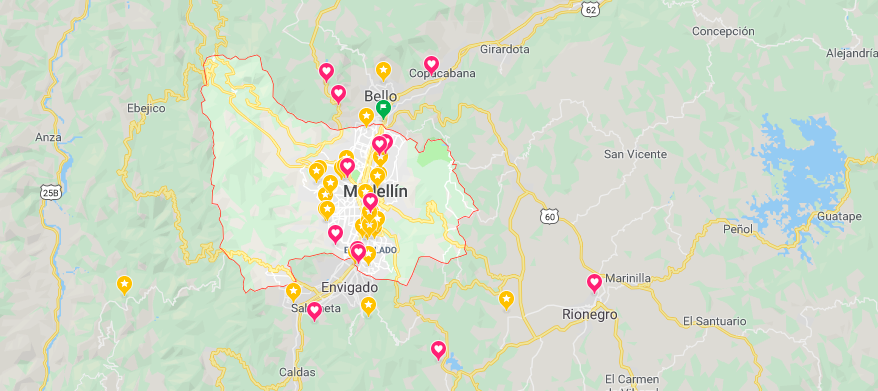 62
Concepción
Girardota
Alejandría
Copacabana
Bello
Ebejico
Anza
San Vicente
25B
Medellín
60
Guatape
Peñol
EL POBLADO
Envigado
Marinilla
Sabaneta
Rionegro
El Santuario
Caldas
El Carmen